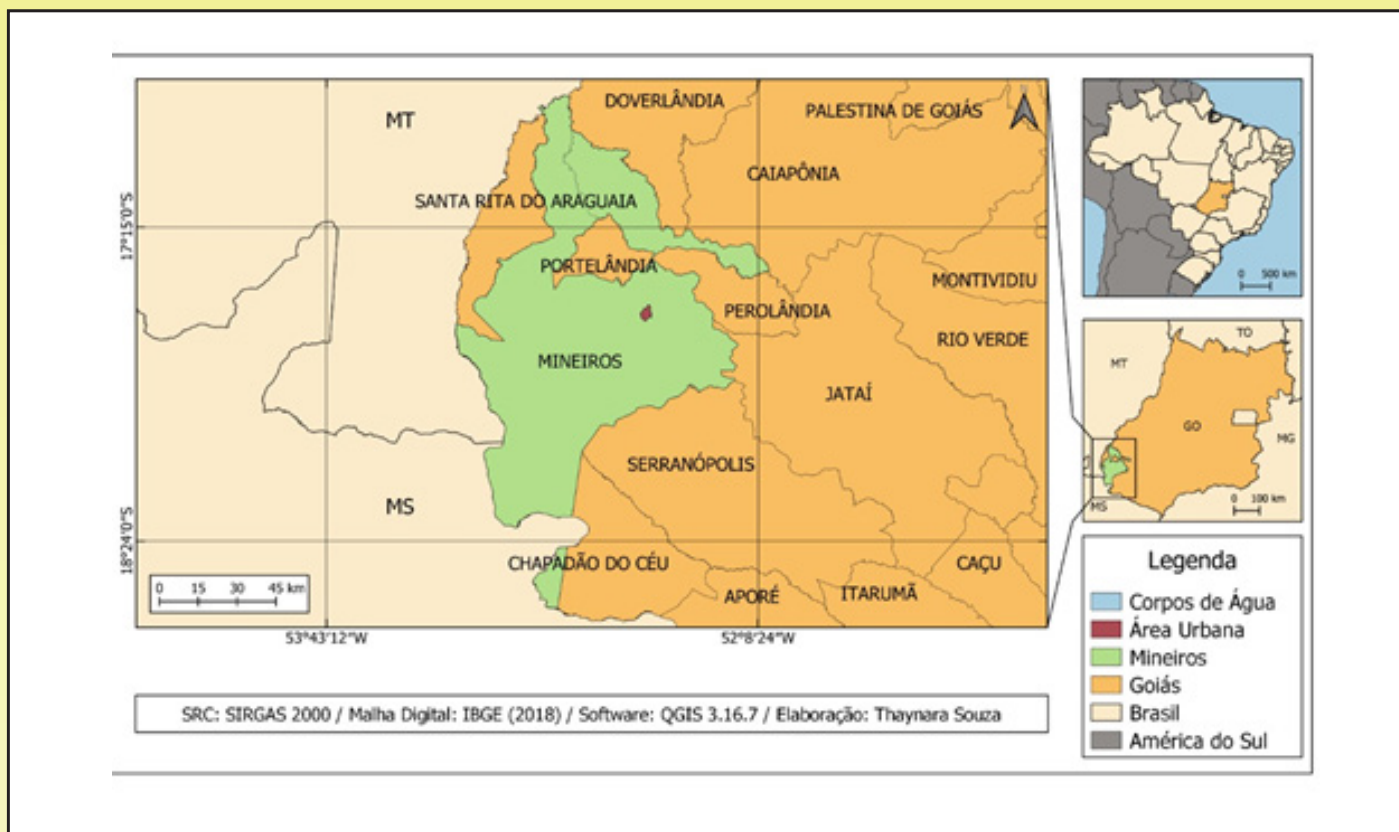 DOVERLÂNDIA
PALESTINA DE GOIÁS
MT
CAIAPÔNIA
SANTA RITA DO ARAGUAIA
17°15'0"S
PORTELÂNDIA
MONTIVIDIU
PEROLÂNDIA
RIO VERDE
MINEIROS
JATAÍ
SERRANÓPOLIS
MS
18°24'0"S
CHAPADÃO DO CÉU
CAÇU
ITARUMÃ
APORÉ
0 15 30 45 km
53°43'12"W
52°8'24"W
0 500 km
TO
MT
GO
MG
0 100 km
MS
Legenda
Corpos de Água
Área Urbana
Mineiros
Goiás
Brasil
América do Sul
SRC: SIRGAS 2000 / Malha Digital: IBGE (2018) / Software: QGIS 3.16.7 / Elaboração: Thaynara Souza